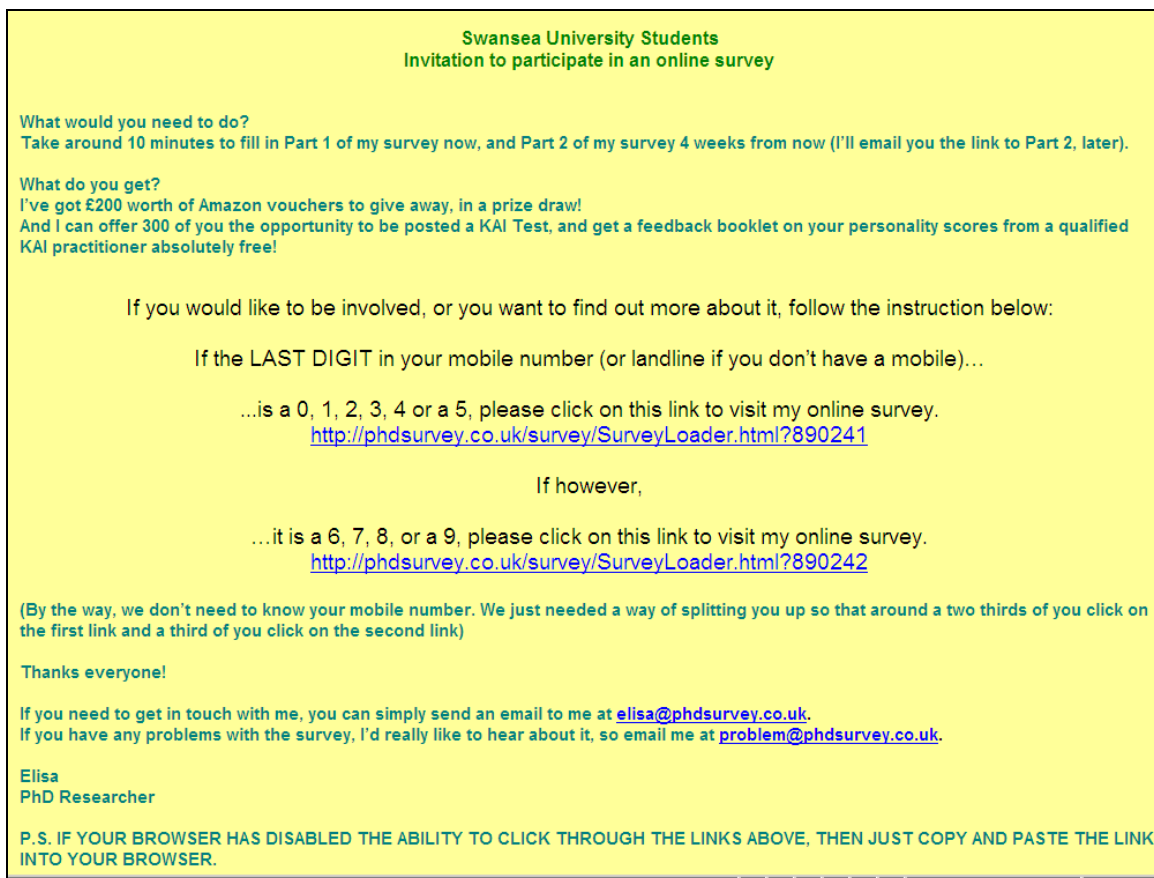 Swansea University Students
Invitation to participate in an online survey
What would you need to do?
Take around 10 minutes to fill in Part 1 of my survey now, and Part 2 of my survey 4 weeks from now (I'll email you the link to Part 2, later).
What do you get?
I've got £200 worth of Amazon vouchers to give away, in a prize draw!
And I can offer 300 of you the opportunity to be posted a KAI Test, and get a feedback booklet on your personality scores from a qualified
KAI practitioner absolutely free!
If you would like to be involved, or you want to find out more about it, follow the instruction below:
If the LAST DIGIT in your mobile number (or landline if you don't have a mobile)…
...is a 0, 1, 2, 3, 4 or a 5, please click on this link to visit my online survey.
http://phdsurvey.co.uk/survey/SurveyLoader.html?890241
If however,
…it is a 6, 7, 8, or a 9, please click on this link to visit my online survey.
http://phdsurvey.co.uk/survey/SurveyLoader.html?890242
(By the way, we don't need to know your mobile number. We just needed a way of splitting you up so that around a two thirds of you click on
the first link and a third of you click on the second link)
Thanks everyone!
If you need to get in touch with me, you can simply send an email to me at elisa@phdsurvey.co.uk.
If you have any problems with the survey, I'd really like to hear about it, so email me at problem@phdsurvey.co.uk.
Elisa
PhD Researcher
P.S. IF YOUR BROWSER HAS DISABLED THE ABILITY TO CLICK THROUGH THE LINKS ABOVE, THEN JUST COPY AND PASTE THE LINK
INTO YOUR BROWSER.